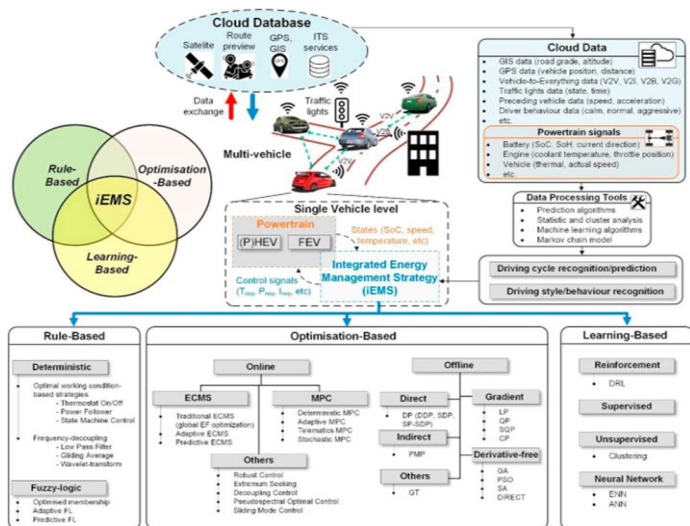 Cloud Database
Satelite
Route preview
GPS, GIS
ITS services
Data exchange
Traffic lights
Multi-vehicle
V2V
V2B
V2V
Cloud Data
GIS data (road grade, altitude)
GPS data (vehicle positon, distance)
Vehicle-to-Everything data (V2V, V2I, V2B, V2G)
Traffic lights data (state, time)
Preceding vehicle data (speed, acceleration)
Driver behaviour data (calm, normal, aggressive)
etc.
Powertrain signals
Battery (SoC, SoH, current direction)
Engine (coolant temperature, throttle position)
Vehicle (thermal, actual speed)
etc.
Data Processing Tools
Prediction algorithms
Statistic and cluster analysis
Machine learning algorithms
Markov chain model
Driving cycle recognition/prediction
Driving style/behaviour recognition
Rule-Based
Optimisation-Based
iEMS
Learning-Based
Single Vehicle level
Powertrain
(P)HEV
FEV
States (SoC, speed, temperature, etc)
Control signals
(Treq, Preq, Ireq, etc)
Integrated Energy Management Strategy (iEMS)
Rule-Based
Deterministic
Optimal working condition-based strategies
- Thermostat On/Off
- Power Follower
- State Machine Control
Frequency-decoupling
- Low Pass Filter
- Gliding Average
- Wavelet-transform
Fuzzy-logic
Optimised membership
Adaptive FL
Predictive FL
Optimisation-Based
Online
ECMS
Traditional ECMS
(global EF optimization)
Adaptive ECMS
Predictive ECMS
MPC
Deterministic MPC
Adaptive MPC
Telematics MPC
Stochastic MPC
Others
Robust Control
Extremum Seeking
Decoupling Control
Pseudospectral Optimal Control
Sliding Mode Control
Offline
Direct
DP (DDP, SDP, SP-SDP)
Indirect
PMP
Others
GT
Gradient
LP
QP
SQP
CP
Derivative-free
GA
PSO
SA
DIRECT
Learning-Based
Reinforcement
DRL
Supervised
Unsupervised
Clustering
Neural Network
ENN
ANN